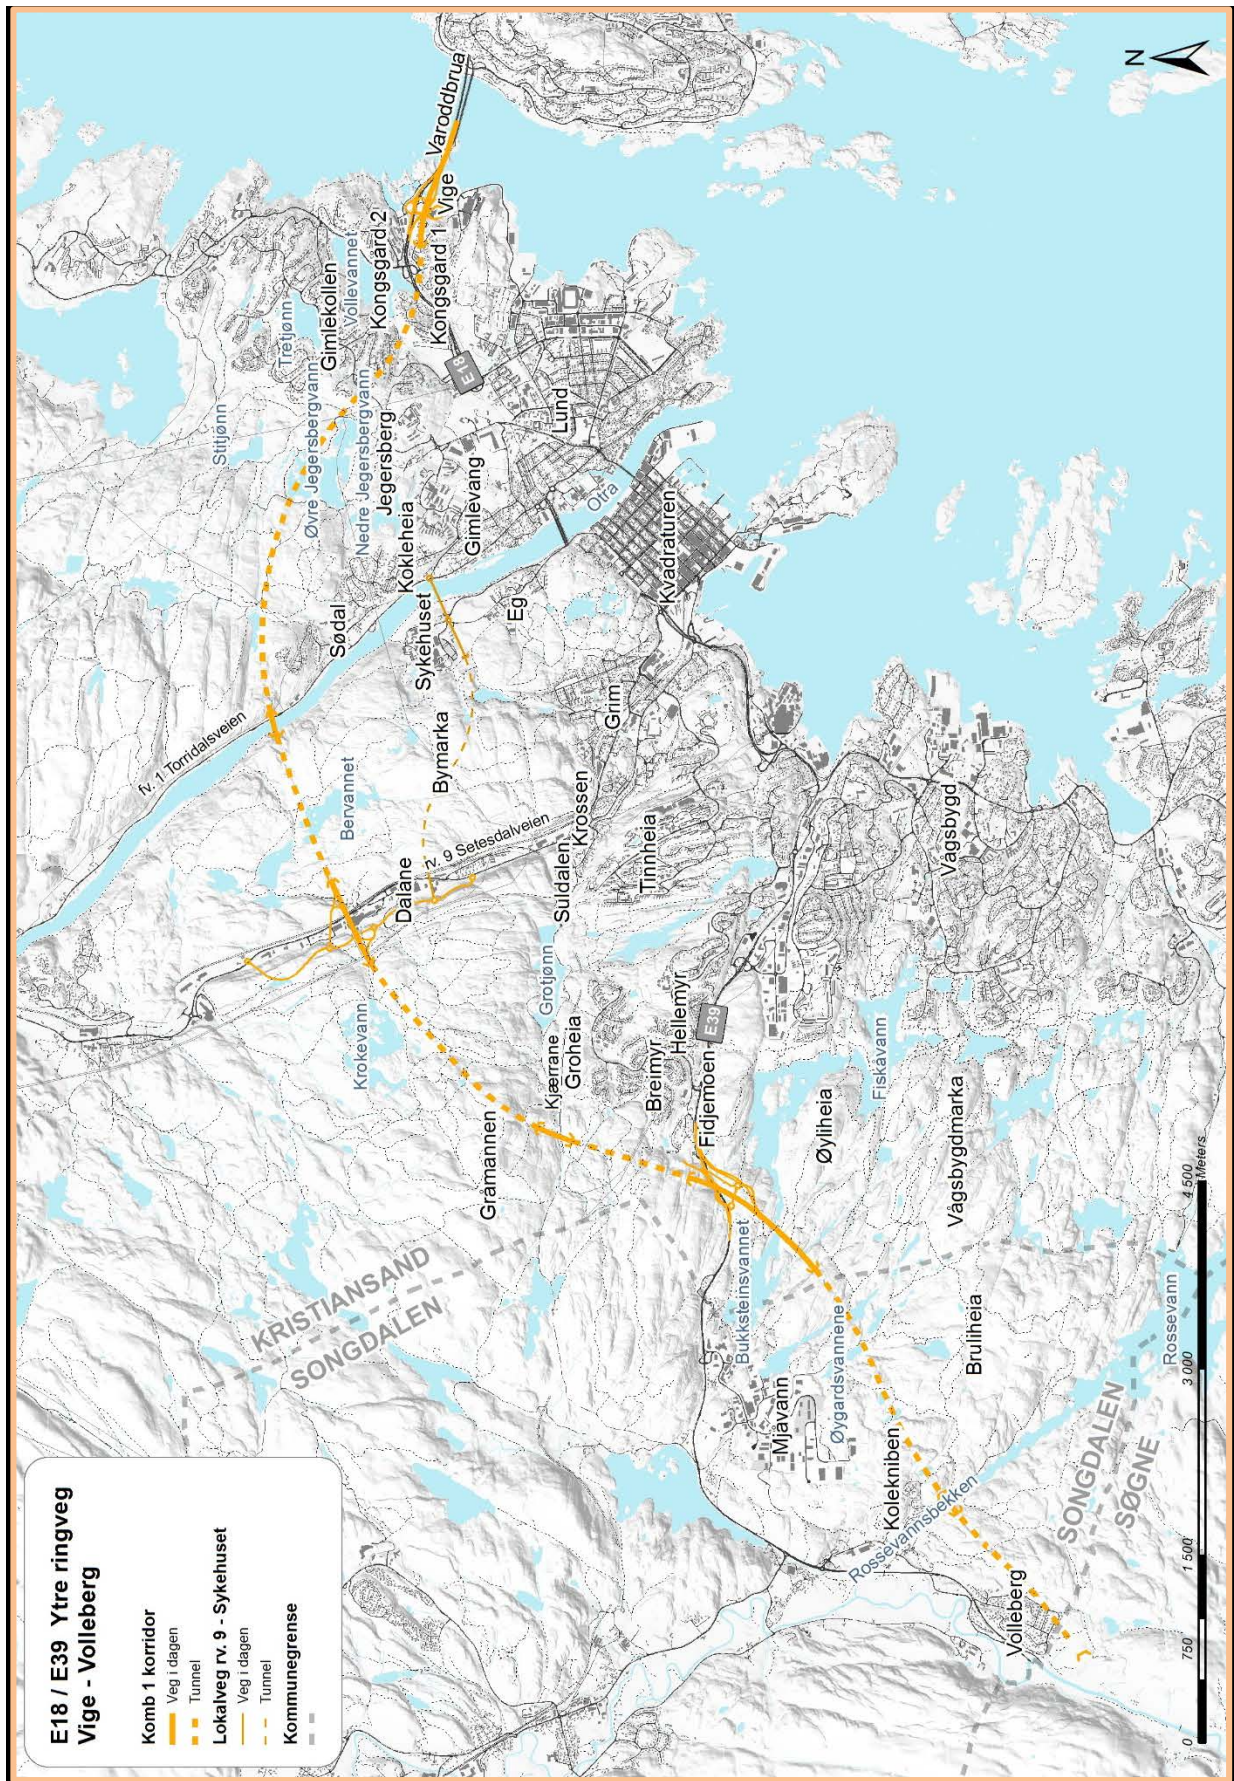 E18 / E39 Ytre ringveg
Vige - Volleberg
Komb 1 korridor
Veg i dagen
Tunnel
Lokalveg rv. 9 - Sykehuset
Veg i dagen
Tunnel
Kommunegrense
N
Varoddbrua
Vige
Kongsgård 2
Kongsgård 1
Vollevannet
Gimlekollen
Tretjønn
Stitjønn
Øvre Jegersbergvann
Nedre Jegersbergvann
Jegersberg
E18
Lund
Gimlevang
Kokleheia
Otra
Kvadraturen
Sødal
Sykehuset
Eg
fv. 1 Torridalsveien
Bymarka
Grim
Bervannet
rv. 9 Setesdalveien
Krossen
Dalane
Suldalen
Tinnheia
Vågsbygd
Grotjønn
Krokevann
Kjærrane
Groheia
Hellemyr
Breimyr
E39
Fidjemoen
Fiskåvann
Gråmannen
Øyliheia
Vågsbygdmarka
KRISTIANSAND
SONGDALEN
Bukksteinsvannet
Øygardsvannene
Bruliheia
Rossevann
Mjåvann
Kolekniben
Rossevannsbekken
SONGDALEN
SØGNE
Volleberg
0
750
1 500
3 000
4 500
Meters